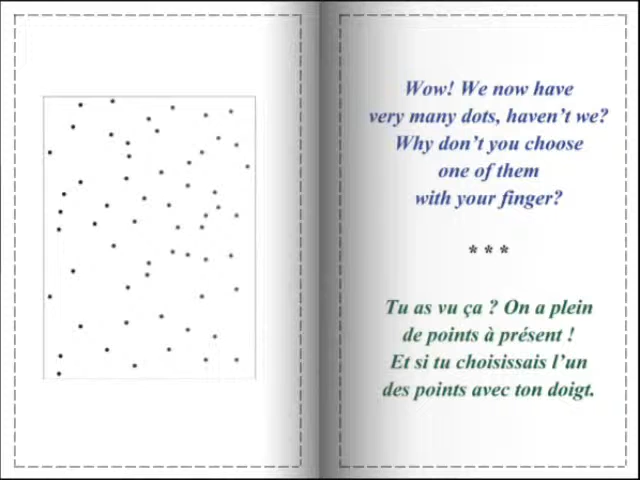 Wow! We now have
very many dots, haven't we?
Why don't you choose
one of them
with your finger?
* * *
Tu as vu ça ? On a plein
de points à présent !
Et si tu choisissais l'un
des points avec ton doigt.